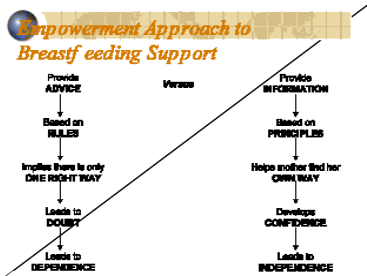 Empowerment Approach to
Breastf eeding Support
Provide
ADVICE
Versus
Provide
INFORMATION
Based on
RULES
Based on
PRINCIPLES
Implies there is only
ONE RIGHT WAY
Helps mother find her
OWN WAY
Leads to
DOUBT
Develops
CONFIDENCE
Leads to
DEPENDENCE
Leads to
INDEPENDENCE